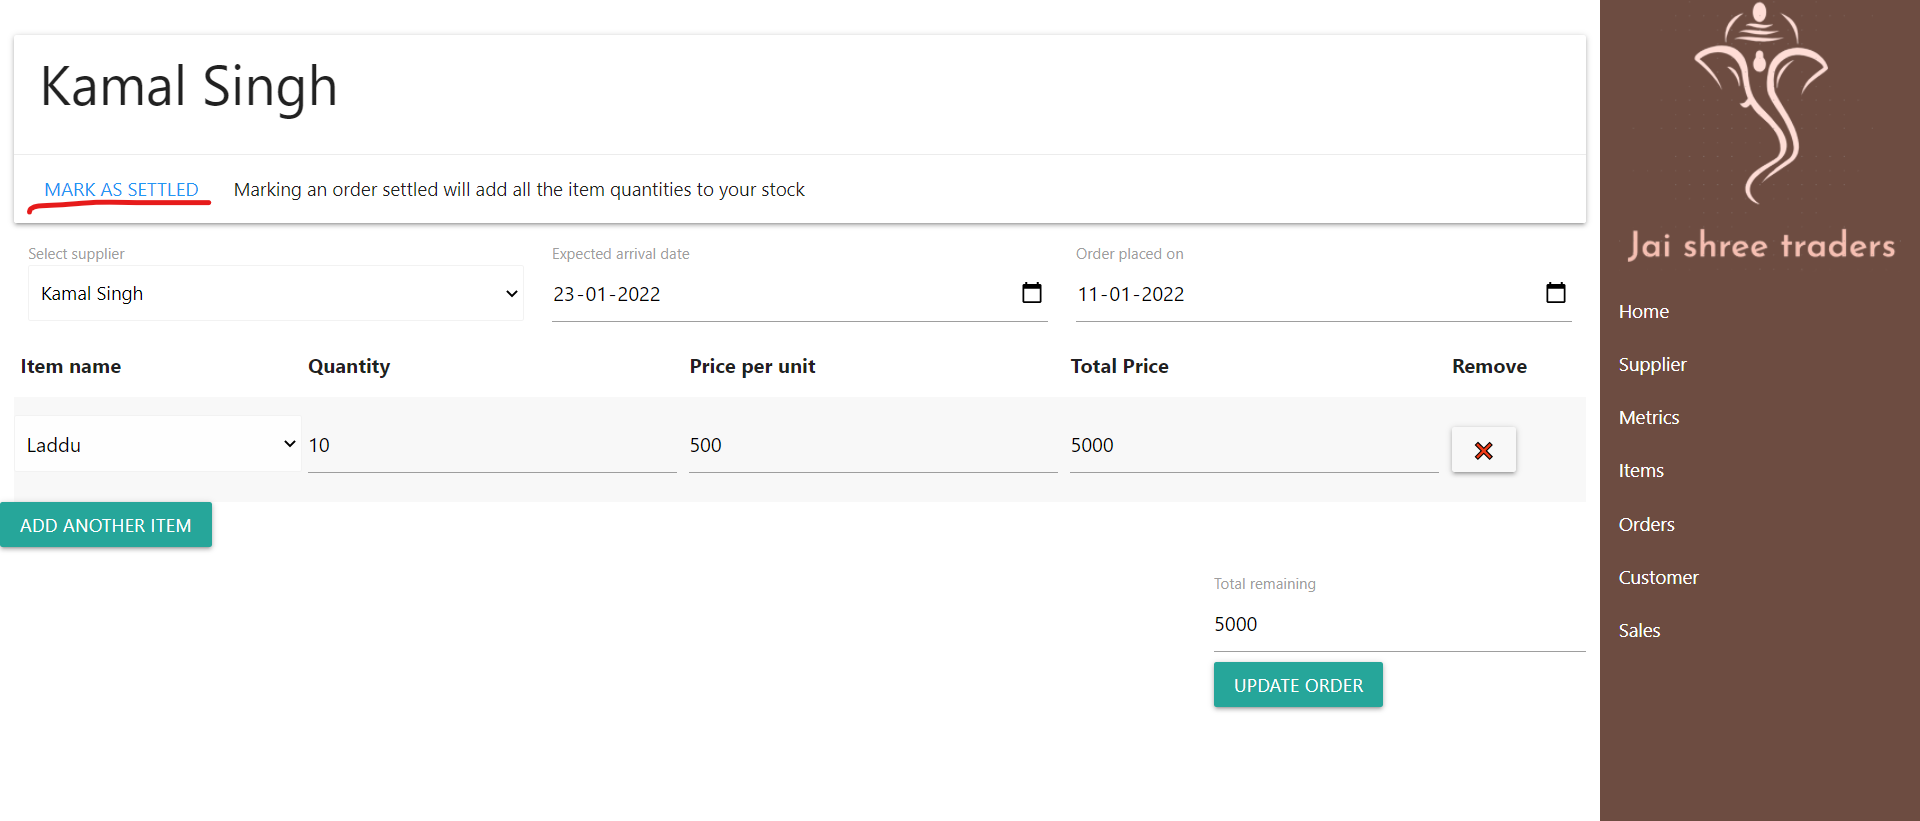 Kamal Singh
MARK AS SETTLED Marking an order settled will add all the item quantities to your stock
Select supplier Expected arrival date Order placed on
Kamal Singh 23-01-2022 11-01-2022
Item name Quantity Price per unit Total Price Remove
Laddu 10 500 5000
ADD ANOTHER ITEM
Total remaining
5000
UPDATE ORDER
Jai shree traders
Home
Supplier
Metrics
Items
Orders
Customer
Sales